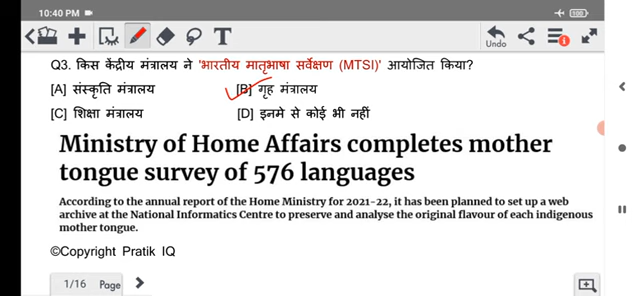 10:40 PM
100
Undo
Q3. किस केंद्रीय मंत्रालय ने 'भारतीय मातृभाषा सर्वेक्षण (MTSI)' आयोजित किया?
[A] संस्कृति मंत्रालय [B] गृह मंत्रालय
[C] शिक्षा मंत्रालय [D] इनमे से कोई भी नहीं
Ministry of Home Affairs completes mother
tongue survey of 576 languages
According to the annual report of the Home Ministry for 2021-22, it has been planned to set up a web
archive at the National Informatics Centre to preserve and analyse the original flavour of each indigenous
mother tongue.
©Copyright Pratik IQ
1/16 Page